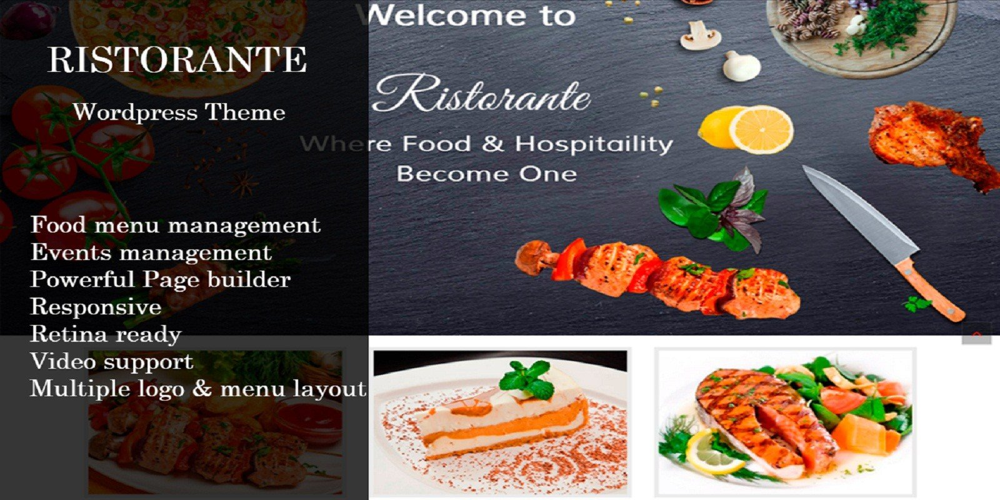 RISTORANTE
Wordpress Theme
Food menu management
Events management
Powerful Page builder
Responsive
Retina ready
Video support
Multiple logo & menu layout
Welcome to
Ristorante
Where Food & Hospitaility
Become One